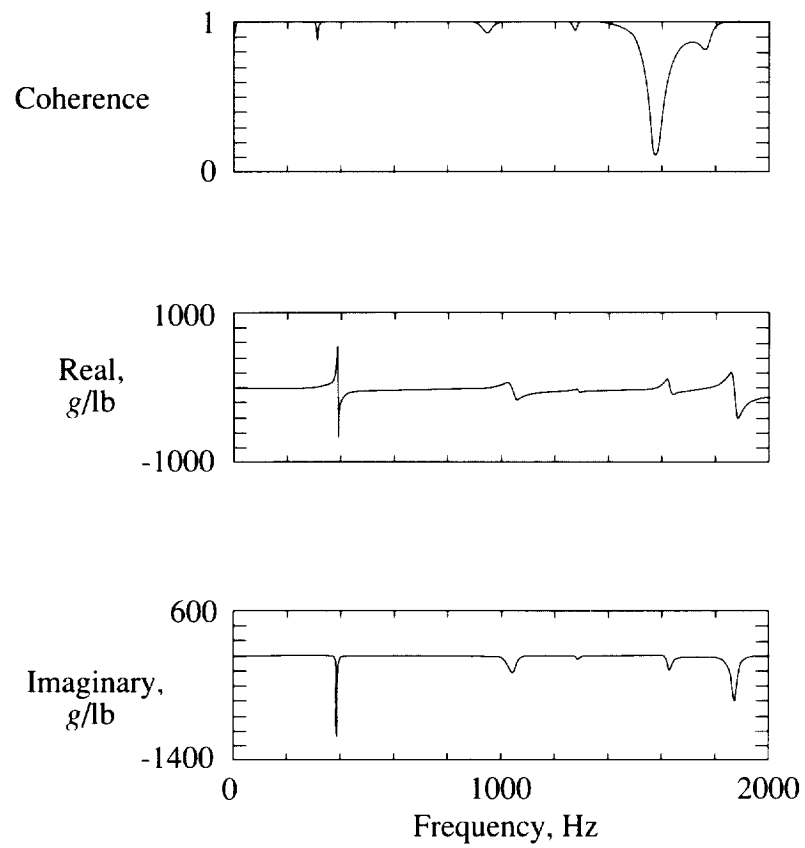 1
Coherence
0
1000
Real,
g/lb
-1000
600
Imaginary,
g/lb
-1400
0 1000 2000
Frequency, Hz